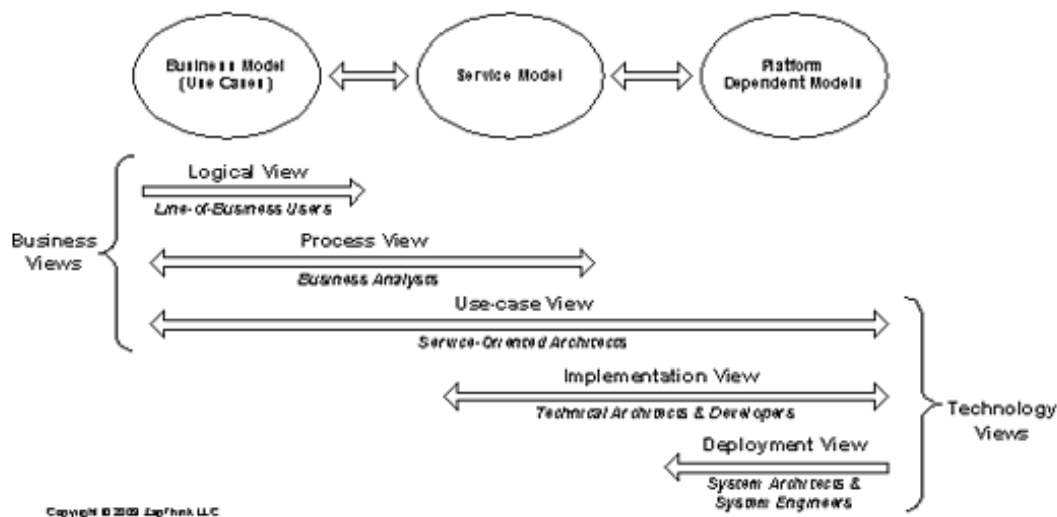 Business Model
(Use Cases)
Service Model
Platform
Dependent Models
Logical View
Line-of-Business Users
Business
Views
Process View
Business Analysts
Use-case View
Service-Oriented Architects
Implementation View
Technical Architects & Developers
Technology
Views
Deployment View
System Architects &
System Engineers
Copyright © ZapThink LLC